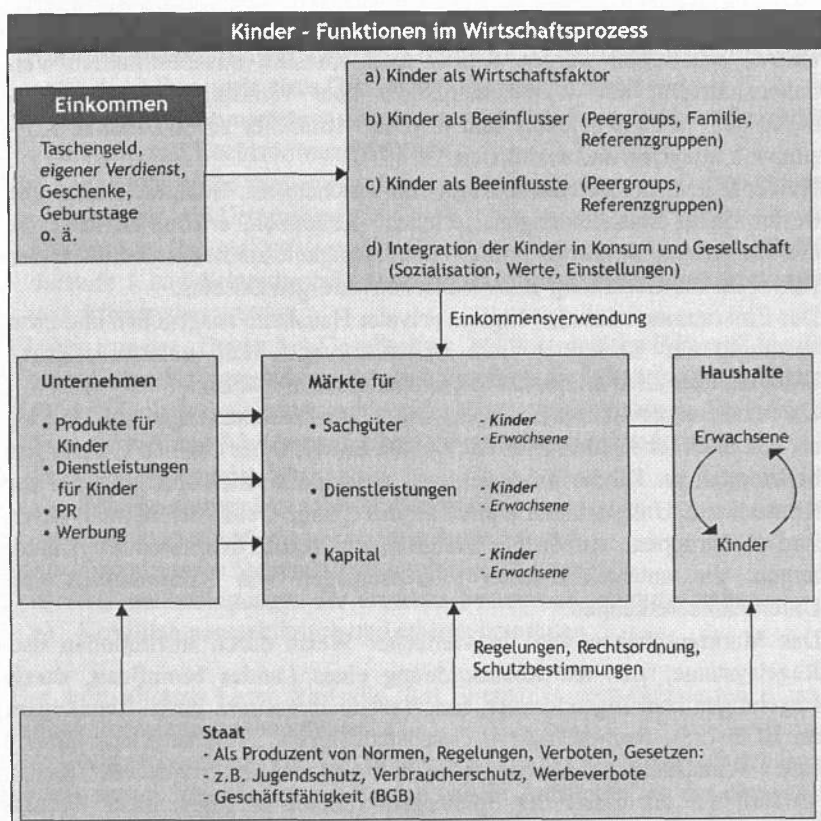 Kinder - Funktionen im Wirtschaftsprozess
Einkommen
Taschengeld,
eigener Verdienst,
Geschenke,
Geburtstage
o. ä.
a) Kinder als Wirtschaftsfaktor
b) Kinder als Beeinflusser (Peergroups, Familie,
Referenzgruppen)
c) Kinder als Beeinflusste (Peergroups,
Referenzgruppen)
d) Integration der Kinder in Konsum und Gesellschaft
(Sozialisation, Werte, Einstellungen)
Einkommensverwendung
Unternehmen
• Produkte für
Kinder
• Dienstleistungen
für Kinder
• PR
• Werbung
Märkte für
• Sachgüter - Kinder
- Erwachsene
• Dienstleistungen - Kinder
- Erwachsene
• Kapital - Kinder
- Erwachsene
Haushalte
Erwachsene
Kinder
Regelungen, Rechtsordnung,
Schutzbestimmungen
Staat
- Als Produzent von Normen, Regelungen, Verboten, Gesetzen:
- z.B. Jugendschutz, Verbraucherschutz, Werbeverbote
Geschäftsfähigkeit (BGB)